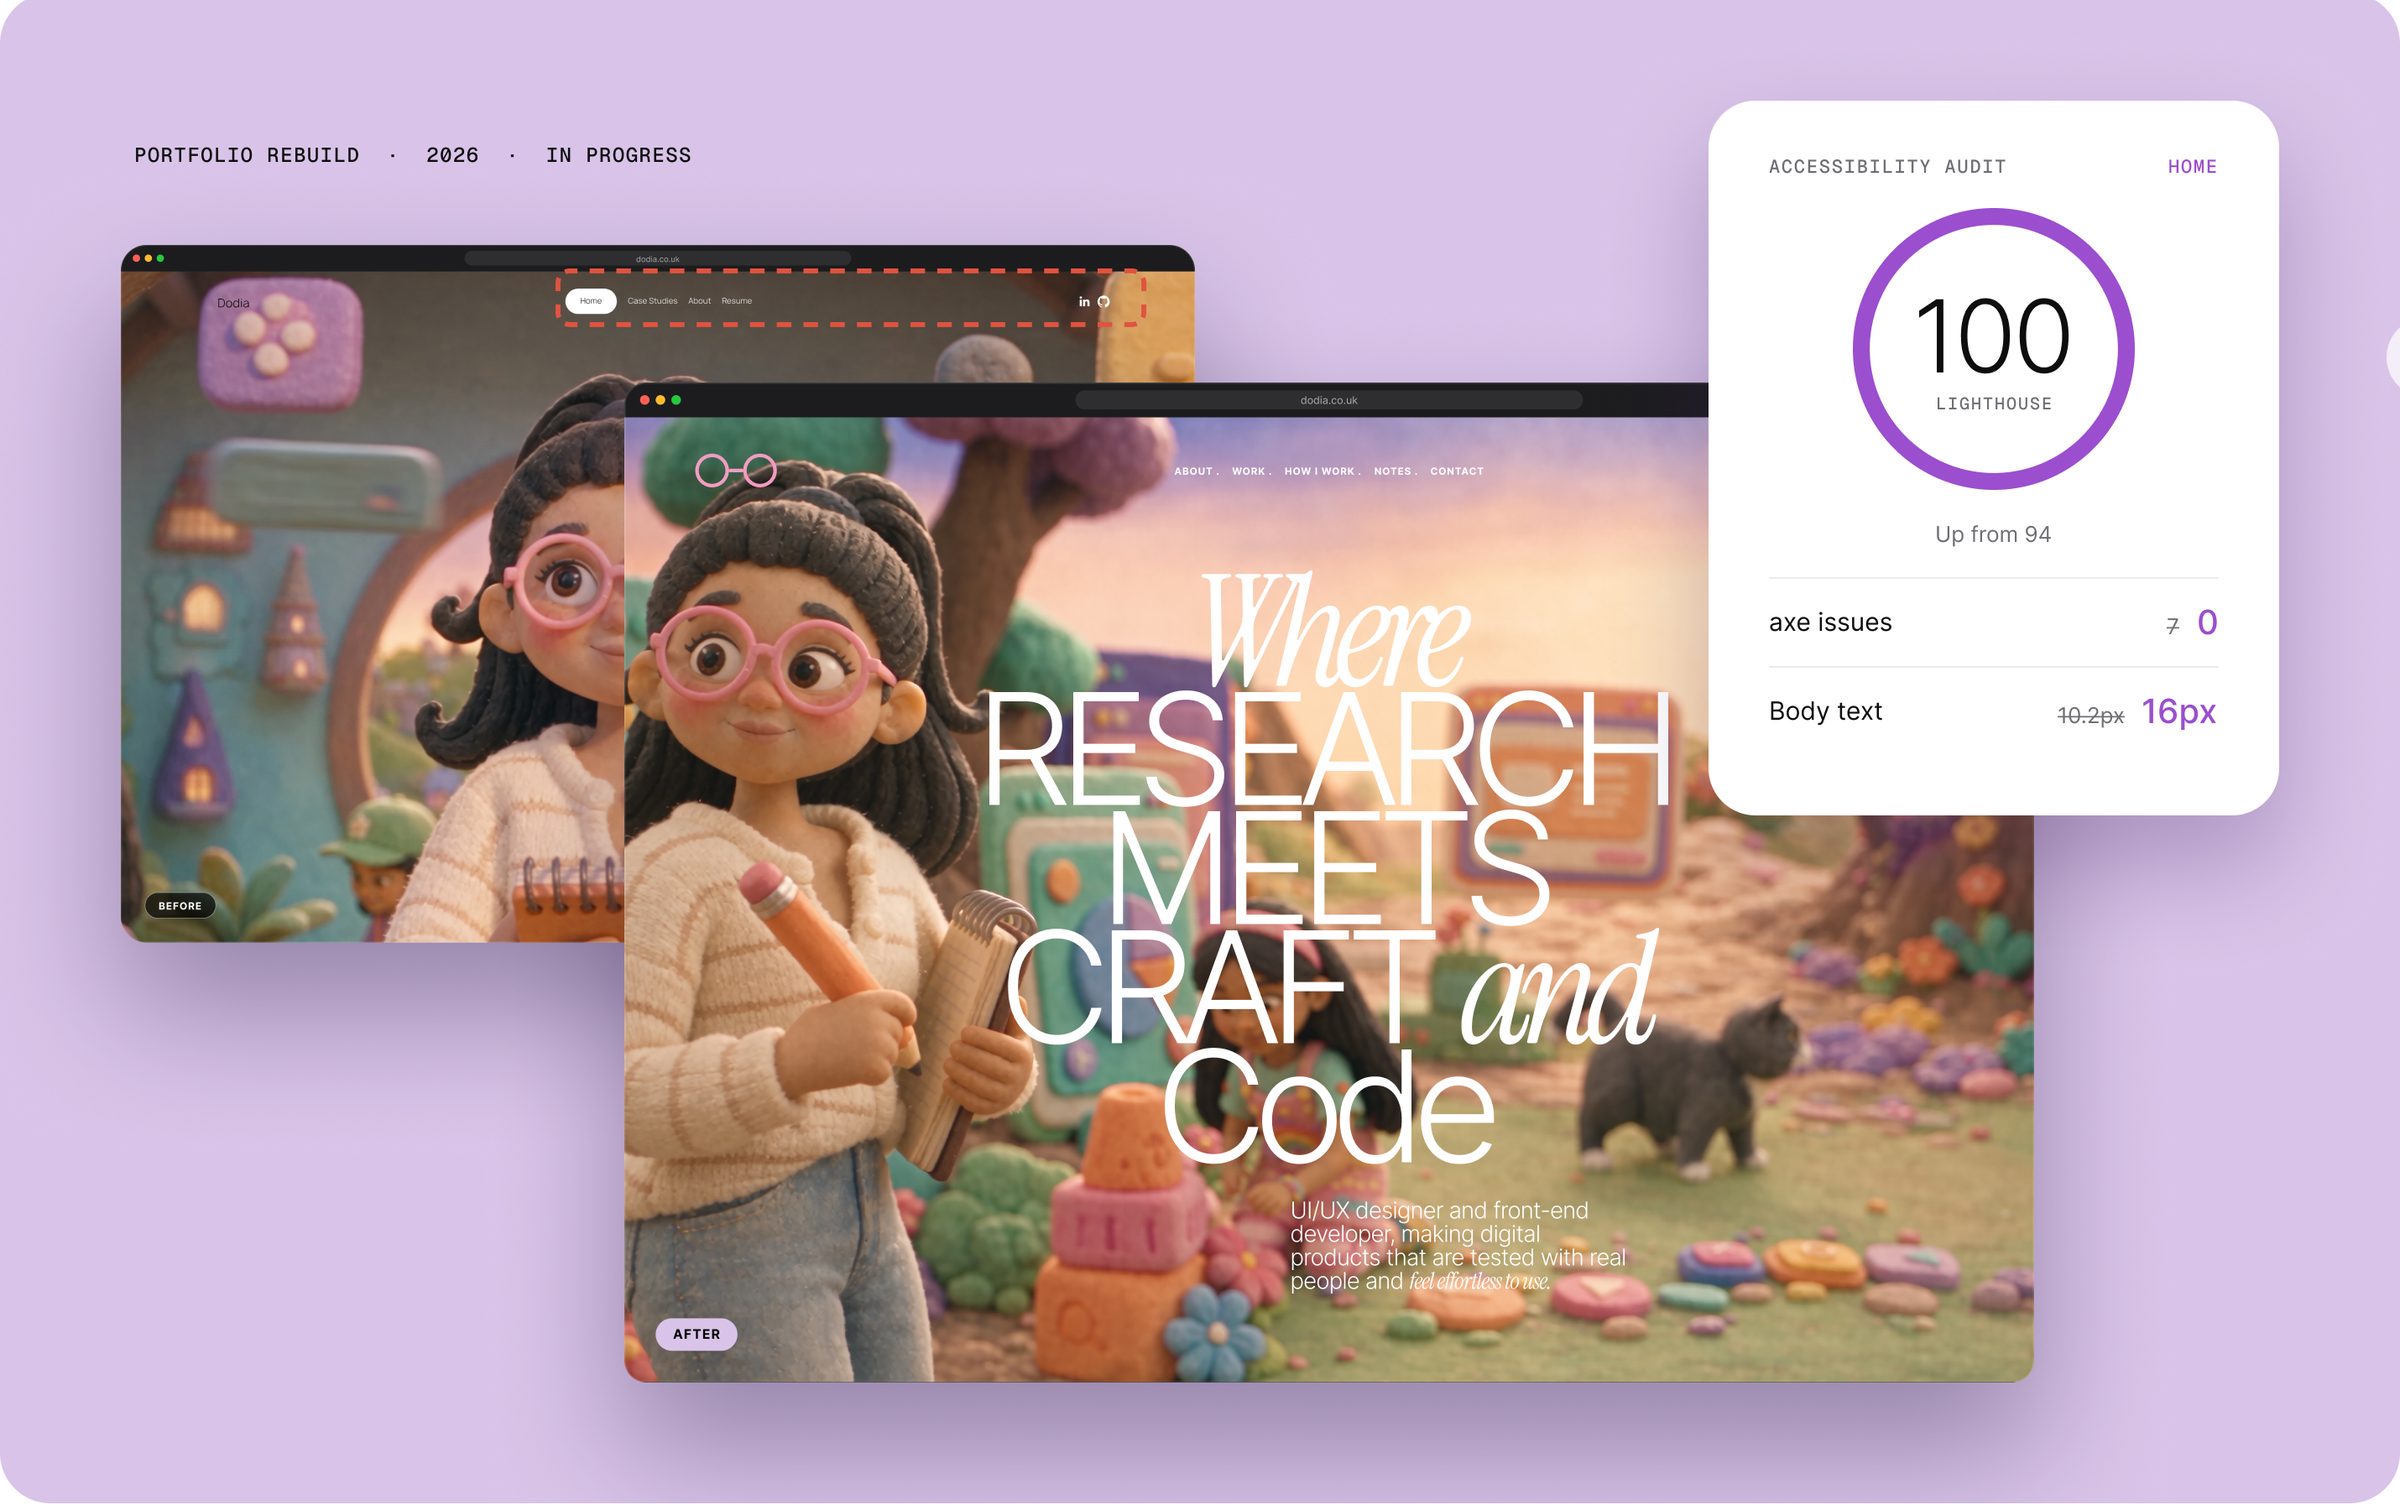 PORTFOLIO REBUILD · 2026 · IN PROGRESS
dodia.co.uk
Dodia
Home Case Studies About Resume
in
BEFORE
dodia.co.uk
ABOUT . WORK . HOW I WORK . NOTES . CONTACT
Where
RESEARCH
MEETS
CRAFT and
Code
UI/UX designer and front-end
developer, making digital
products that are tested with real
people and feel effortless to use.
AFTER
ACCESSIBILITY AUDIT HOME
100
LIGHTHOUSE
Up from 94
axe issues 7 0
Body text 10.2px 16px